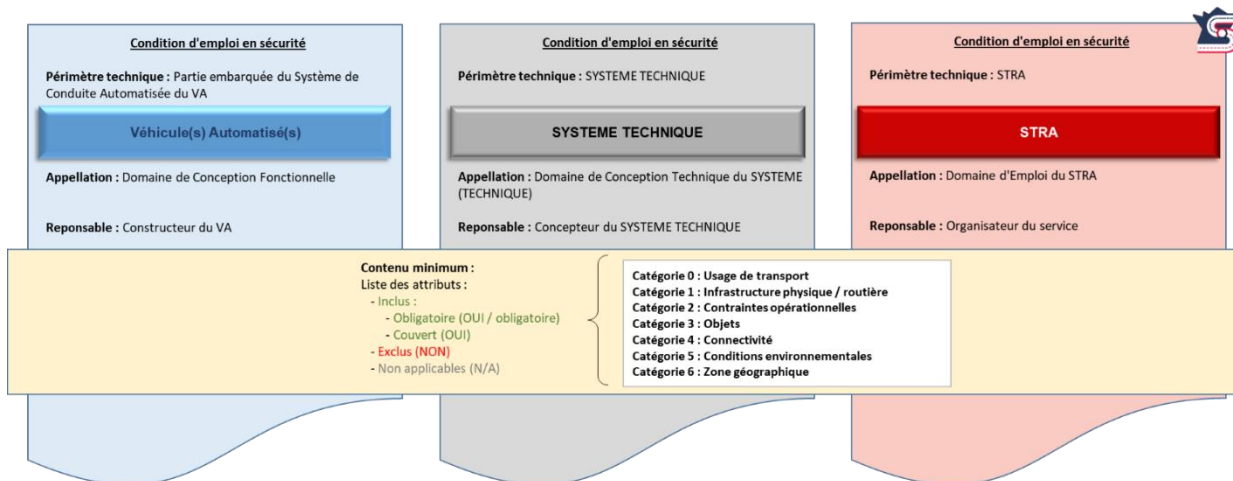 Condition d'emploi en sécurité
Périmètre technique : Partie embarquée du Système de
Conduite Automatisée du VA
Véhicule(s) Automatisé(s)
Appellation : Domaine de Conception Fonctionnelle
Reponsable : Constructeur du VA
Condition d'emploi en sécurité
Périmètre technique : SYSTEME TECHNIQUE
SYSTEME TECHNIQUE
Appellation : Domaine de Conception Technique du SYSTEME
(TECHNIQUE)
Reponsable : Concepteur du SYSTEME TECHNIQUE
Condition d'emploi en sécurité
Périmètre technique : STRA
STRA
Appellation : Domaine d'Emploi du STRA
Reponsable : Organisateur du service
Contenu minimum :
Liste des attributs :
- Inclus :
- Obligatoire (OUI / obligatoire)
- Couvert (OUI)
- Exclus (NON)
- Non applicables (N/A)
Catégorie 0 : Usage de transport
Catégorie 1 : Infrastructure physique / routière
Catégorie 2 : Contraintes opérationnelles
Catégorie 3 : Objets
Catégorie 4 : Connectivité
Catégorie 5 : Conditions environnementales
Catégorie 6 : Zone géographique